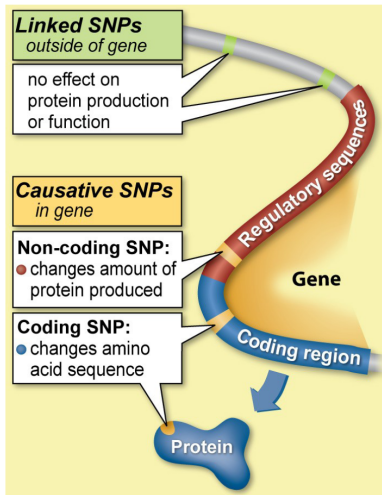 Linked SNPs
outside of gene
no effect on
protein production
or function
Regulatory sequences
Causative SNPs
in gene
Non-coding SNP:
changes amount of
protein produced
Gene
Coding SNP:
changes amino
acid sequence
Coding region
Protein